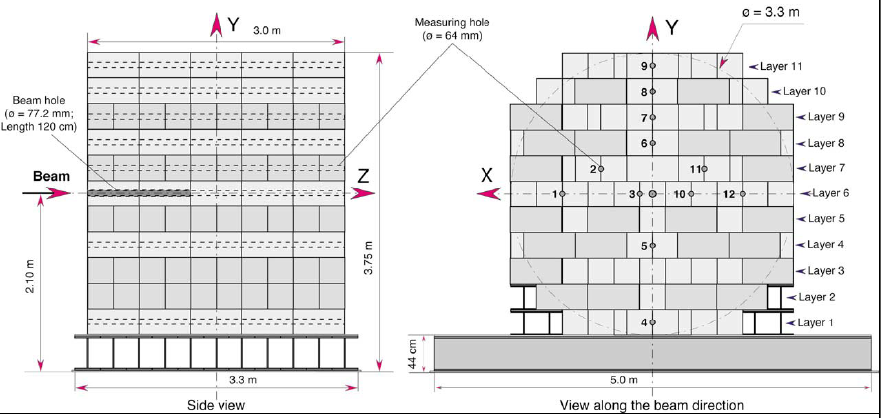 Y
3.0 m
Measuring hole
(ø = 64 mm)
Beam hole
(ø = 77.2 mm;
Length 120 cm)
Beam
Z
2.10 m
3.75 m
3.3 m
Side view
Y
ø = 3.3 m
X
9
Layer 11
8
Layer 10
7
Layer 9
6
Layer 8
2
11
Layer 7
1
3
10
12
Layer 6
Layer 5
5
Layer 4
Layer 3
Layer 2
4
Layer 1
44 cm
5.0 m
View along the beam direction